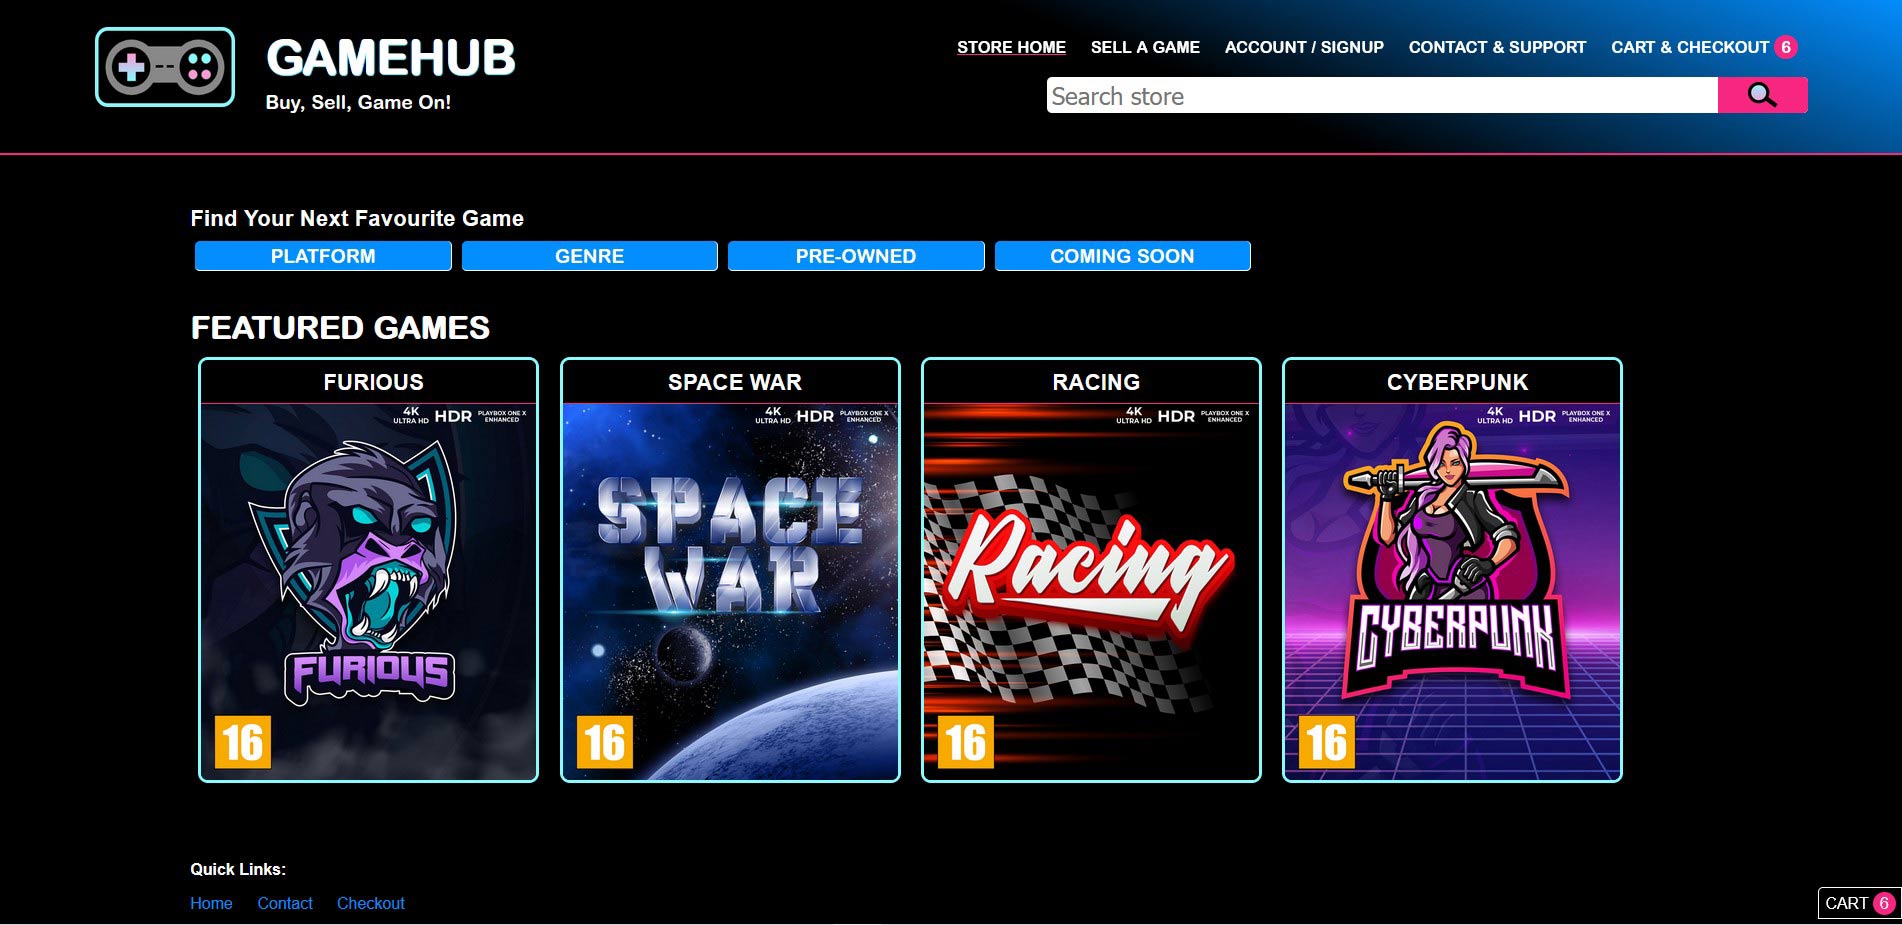 GAMEHUB
Buy, Sell, Game On!
STORE HOME SELL A GAME ACCOUNT / SIGNUP CONTACT & SUPPORT CART & CHECKOUT 6
Search store
Find Your Next Favourite Game
PLATFORM GENRE PRE-OWNED COMING SOON
FEATURED GAMES
FURIOUS
4K ULTRA HD HDR PLAYBOX ONE X ENHANCED
FURIOUS
16
SPACE WAR
4K ULTRA HD HDR PLAYBOX ONE X ENHANCED
SPACE
WAR
16
RACING
4K ULTRA HD HDR PLAYBOX ONE X ENHANCED
Racing
16
CYBERPUNK
4K ULTRA HD HDR PLAYBOX ONE X ENHANCED
CYBERPUNK
16
Quick Links:
Home Contact Checkout
CART 6